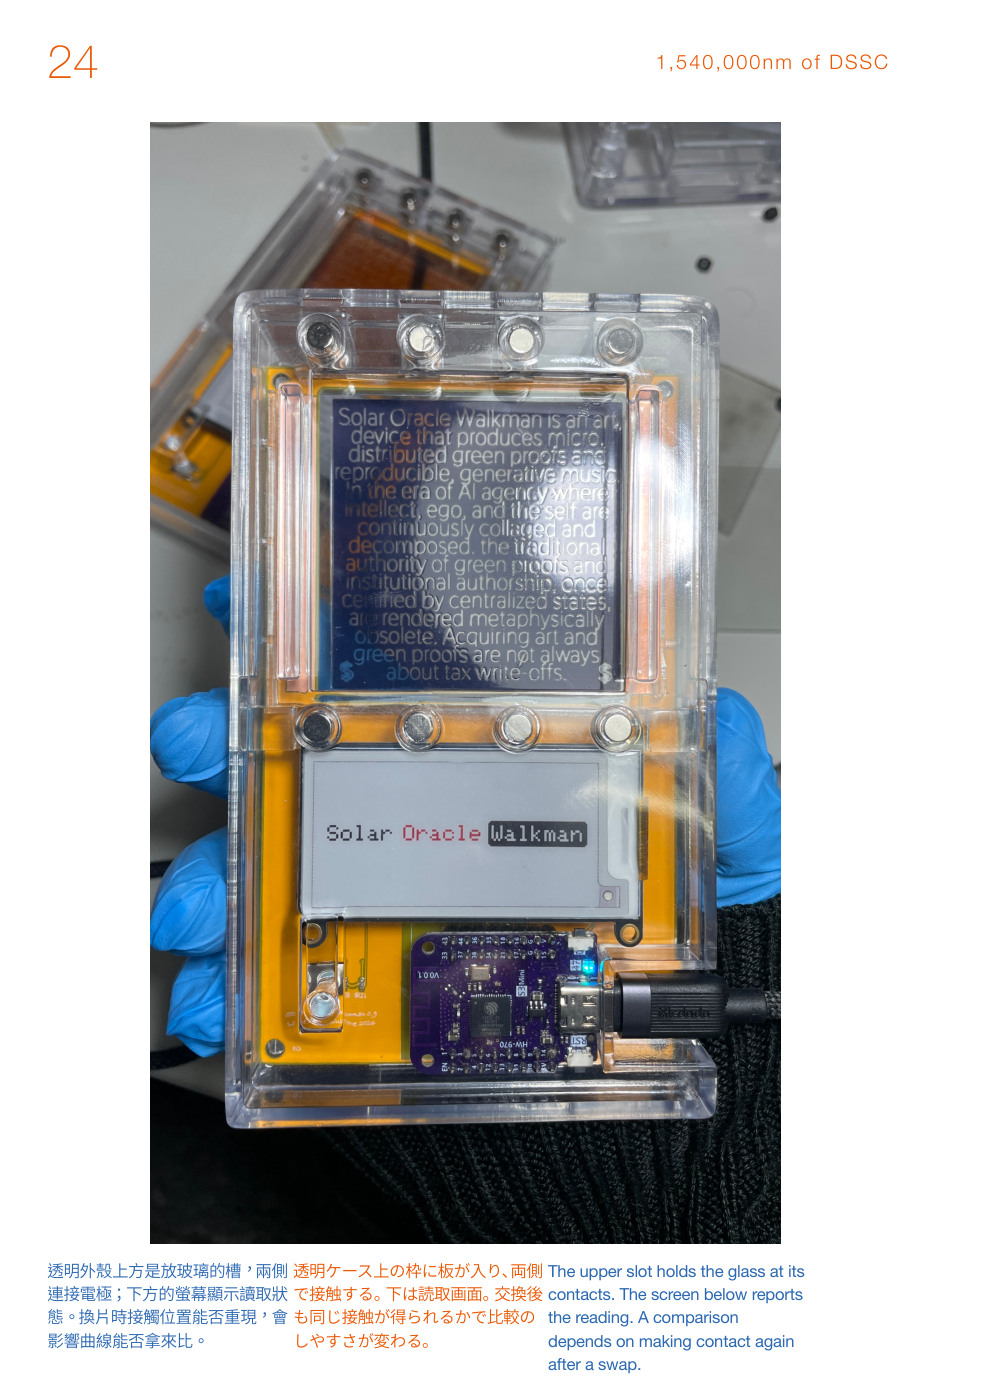 24
1,540,000nm of DSSC
Solar Oracle Walkman is an art
device that produces micro,
distributed green proofs and
reproducible, generative music.
In the era of AI agency where
intellect, ego, and the self are
continuously collaged and
decomposed, the traditional
authority of green proofs and
institutional authorship, once
certified by centralized states,
are rendered metaphysically
obsolete. Acquiring art and
green proofs are not always
about tax write-offs.
Solar Oracle Walkman
V0.0.1
S3 Mini
HW-970
RST
EN
透明外殼上方是放玻璃的槽，兩側
連接電極；下方的螢幕顯示讀取狀
態。換片時接觸位置能否重現，會
影響曲線能否拿來比。
透明ケース上の枠に板が入り、両側
で接触する。下は読取画面。交換後
も同じ接触が得られるかで比較の
しやすさが変わる。
The upper slot holds the glass at its
contacts. The screen below reports
the reading. A comparison
depends on making contact again
after a swap.